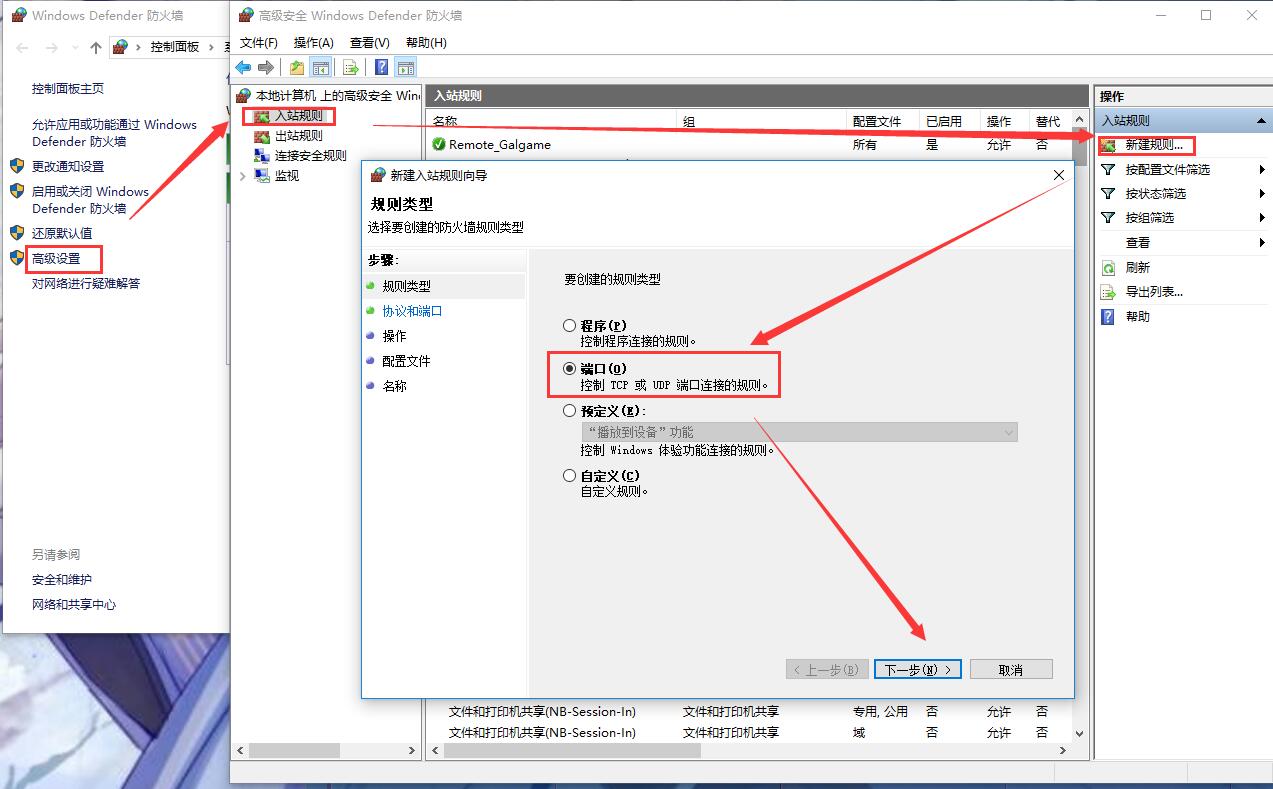 Windows Defender 防火墙
控制面板
控制面板主页
允许应用或功能通过 Windows
Defender 防火墙
更改通知设置
启用或关闭 Windows
Defender 防火墙
还原默认值
高级设置
对网络进行疑难解答
另请参阅
安全和维护
网络和共享中心
高级安全 Windows Defender 防火墙
文件(F) 操作(A) 查看(V) 帮助(H)
本地计算机 上的高级安全 Win
入站规则
出站规则
连接安全规则
监视
入站规则
名称 组 配置文件 已启用 操作 替代
Remote_Galgame 所有 是 允许 否
新建入站规则向导
规则类型
选择要创建的防火墙规则类型
步骤:
规则类型
协议和端口
操作
配置文件
名称
要创建的规则类型
程序(P)
控制程序连接的规则。
端口(O)
控制 TCP 或 UDP 端口连接的规则。
预定义(E):
“播放到设备”功能
控制 Windows 体验功能连接的规则。
自定义(C)
自定义规则。
< 上一步(B) 下一步(N) > 取消
文件和打印机共享(NB-Session-In) 文件和打印机共享 专用, 公用 否 允许 否
文件和打印机共享(NB-Session-In) 文件和打印机共享 域 否 允许 否
操作
入站规则
新建规则...
按配置文件筛选
按状态筛选
按组筛选
查看
刷新
导出列表...
帮助